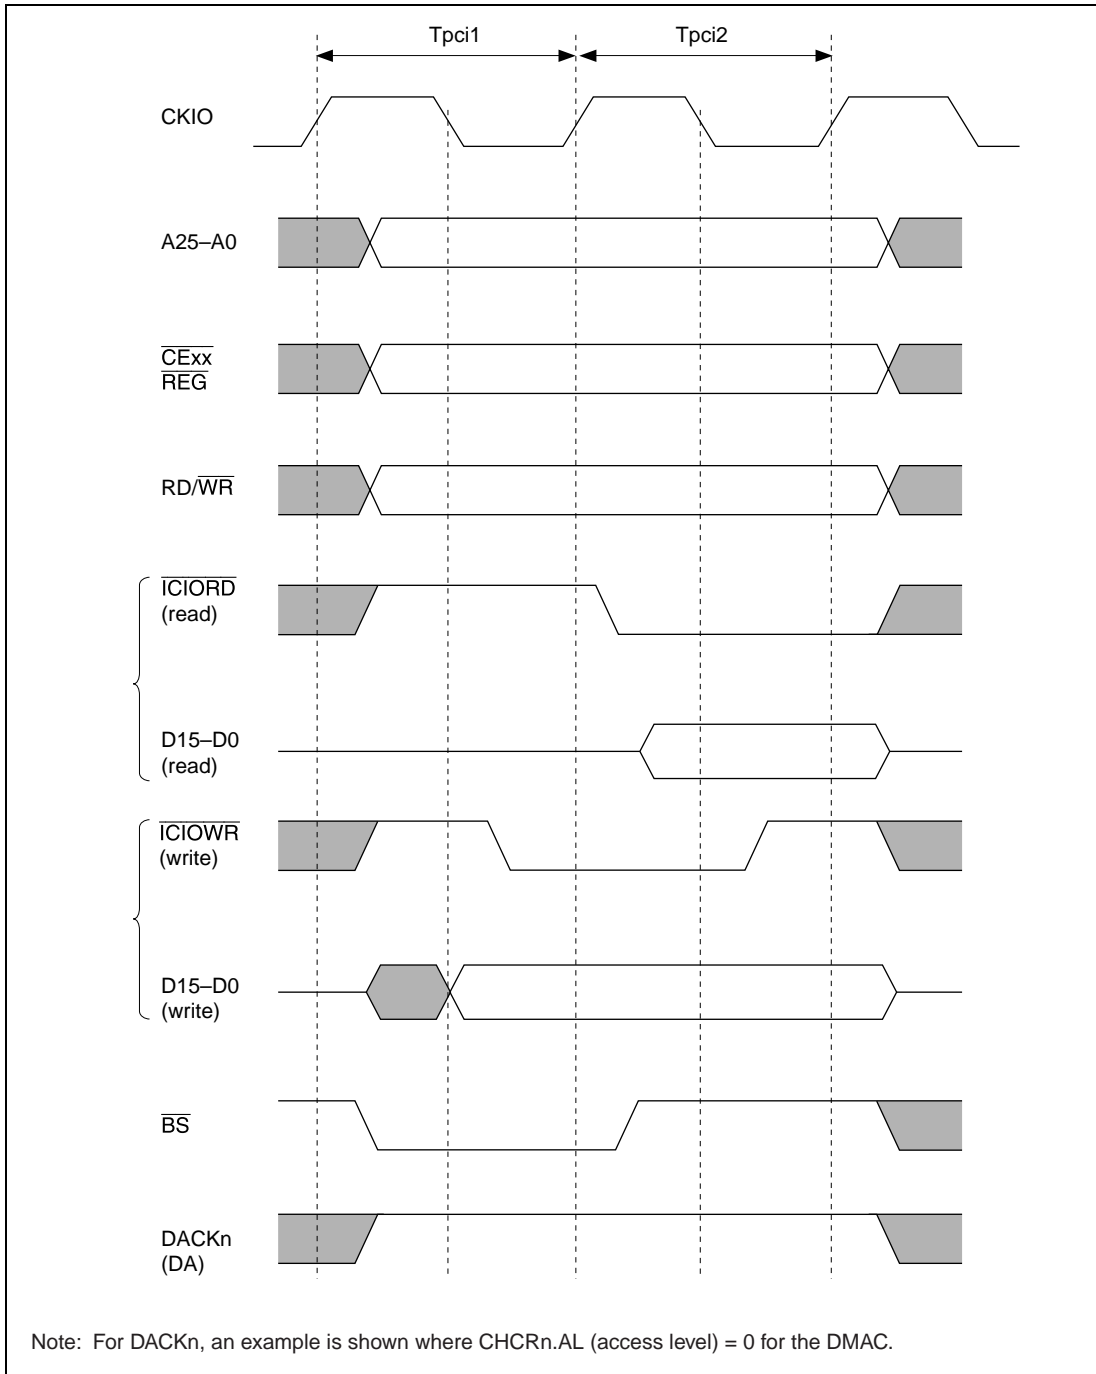 Tpci1 Tpci2
CKIO
A25–A0
CExx
REG
RD/WR
ICIORD
(read)
D15–D0
(read)
ICIOWR
(write)
D15–D0
(write)
BS
DACKn
(DA)
Note: For DACKn, an example is shown where CHCRn.AL (access level) = 0 for the DMAC.